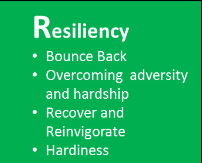 Resiliency
• Bounce Back
• Overcoming adversity
and hardship
• Recover and
Reinvigorate
• Hardiness